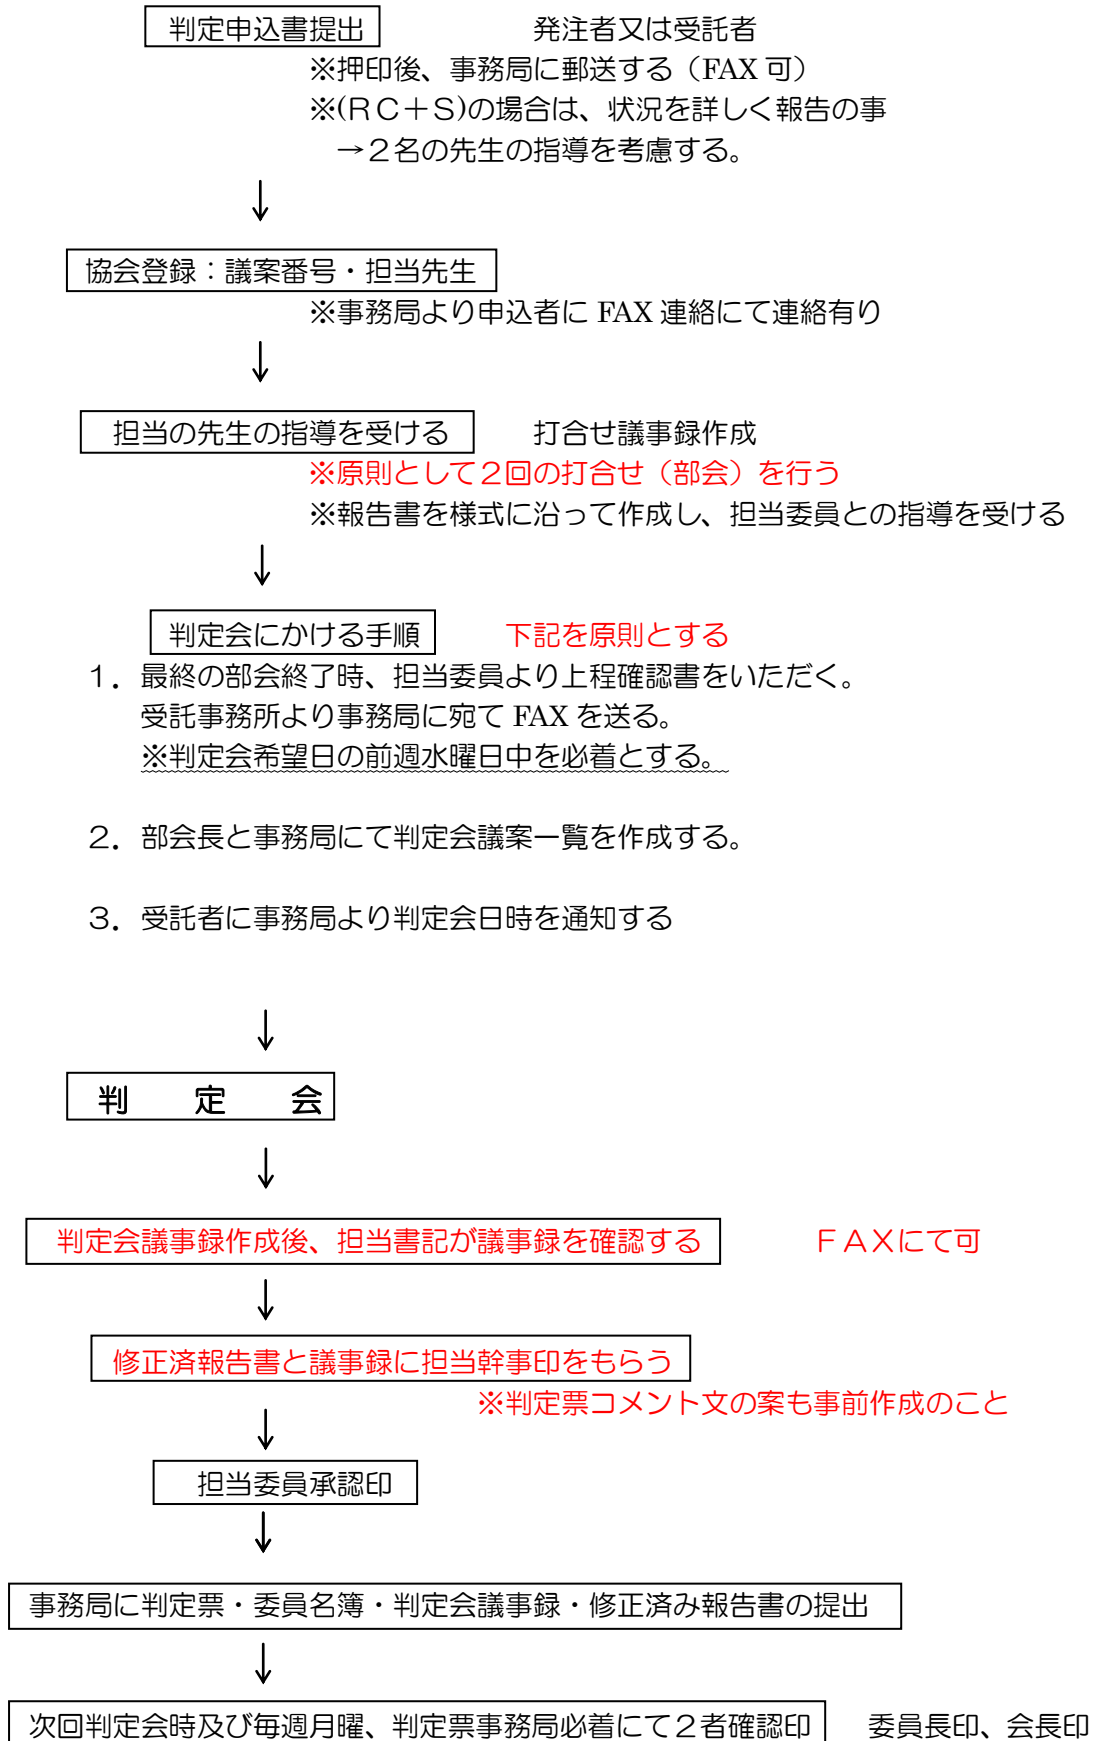 判定申込書提出 発注者又は受託者
※押印後、事務局に郵送する（FAX 可）
※(ＲＣ＋Ｓ)の場合は、状況を詳しく報告の事
→２名の先生の指導を考慮する。
↓
協会登録：議案番号・担当先生
※事務局より申込者に FAX 連絡にて連絡有り
↓
担当の先生の指導を受ける 打合せ議事録作成
※原則として２回の打合せ（部会）を行う
※報告書を様式に沿って作成し、担当委員との指導を受ける
↓
判定会にかける手順 下記を原則とする
１．最終の部会終了時、担当委員より上程確認書をいただく。
受託事務所より事務局に宛て FAX を送る。
※判定会希望日の前週水曜日中を必着とする。
２．部会長と事務局にて判定会議案一覧を作成する。
３．受託者に事務局より判定会日時を通知する
↓
判　定　会
↓
判定会議事録作成後、担当書記が議事録を確認する ＦＡＸにて可
↓
修正済報告書と議事録に担当幹事印をもらう
※判定票コメント文の案も事前作成のこと
↓
担当委員承認印
↓
事務局に判定票・委員名簿・判定会議事録・修正済み報告書の提出
↓
次回判定会時及び毎週月曜、判定票事務局必着にて２者確認印 委員長印、会長印